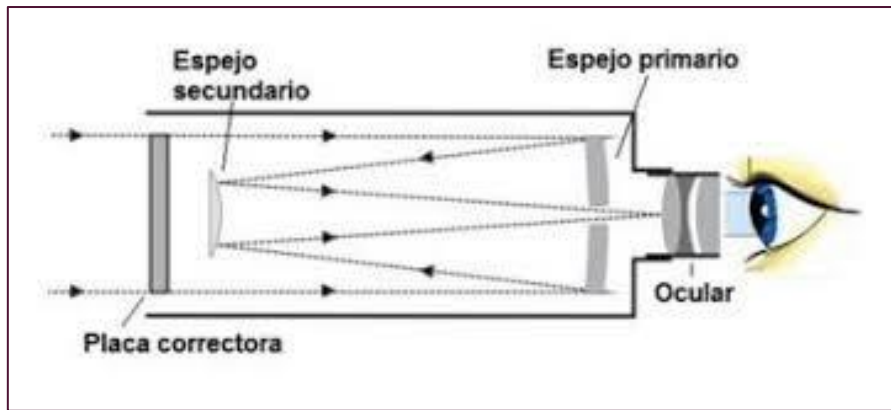 Espejo
secundario
Espejo primario
Ocular
Placa correctora